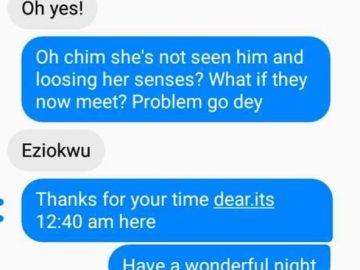 Oh yes!
Oh chim she's not seen him and
loosing her senses? What if they
now meet? Problem go dey
Eziokwu
Thanks for your time dear.its
12:40 am here
Have a wonderful night